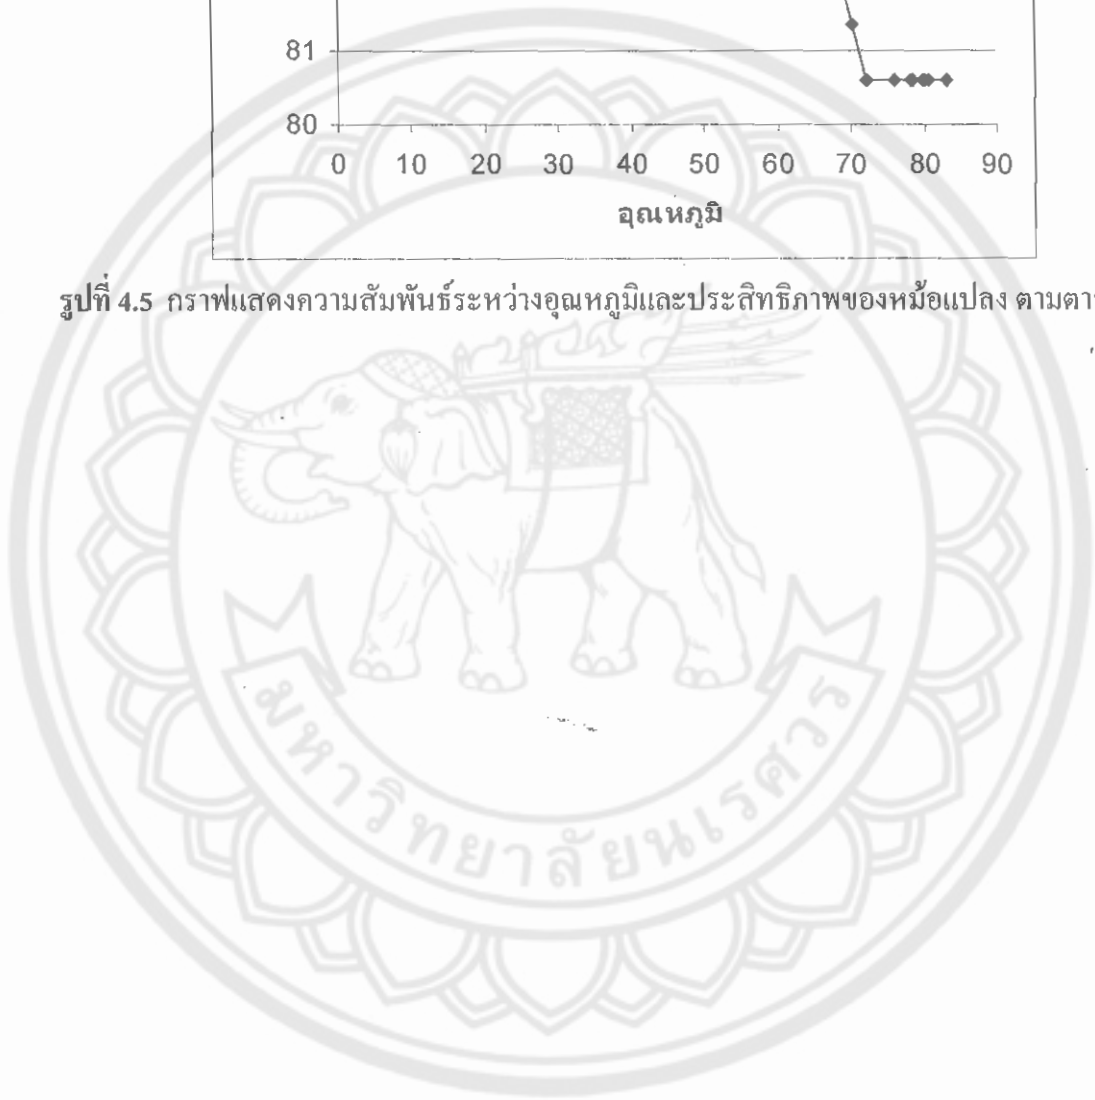 81
80
0 10 20 30 40 50 60 70 80 90
อุณหภูมิ
รูปที่ 4.5 กราฟแสดงความสัมพันธ์ระหว่างอุณหภูมิและประสิทธิภาพของหม้อแปลง ตามตา
มหาวิทยาลัยนเรศวร